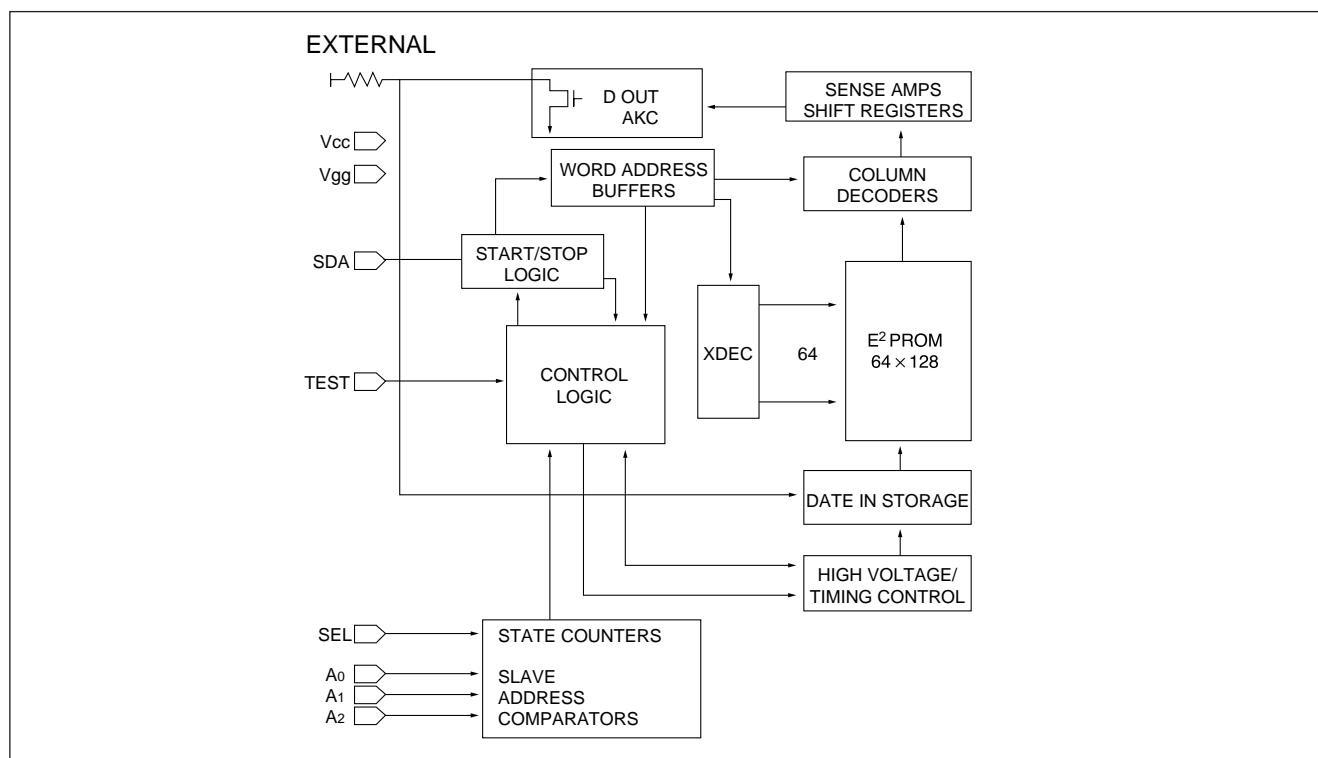 EXTERNAL
D OUT
AKC
SENSE AMPS
SHIFT REGISTERS
Vcc
Vgg
WORD ADDRESS
BUFFERS
COLUMN
DECODERS
SDA
START/STOP
LOGIC
XDEC
64
E² PROM
64 × 128
TEST
CONTROL
LOGIC
DATE IN STORAGE
HIGH VOLTAGE/
TIMING CONTROL
SEL
STATE COUNTERS
A0
SLAVE
A1
ADDRESS
A2
COMPARATORS